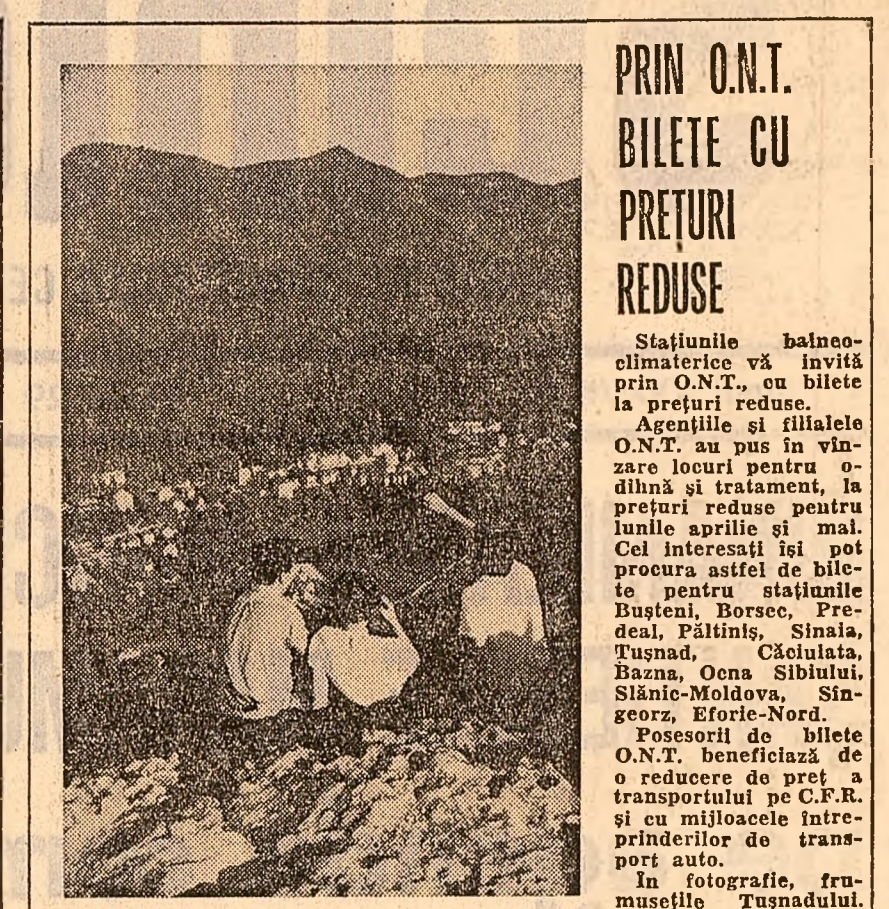 PRIN O.N.T.
BILETE CU
PREȚURI
REDUSE
Stațiunile balneo-
climaterice vă invită
prin O.N.T., cu bilete
la prețuri reduse.
Agențiile și filialele
O.N.T. au pus în vîn-
zare locuri pentru o-
dihnă și tratament, la
prețuri reduse pentru
lunile aprilie și mai.
Cei interesați își pot
procura astfel de bile-
te pentru stațiunile
Bușteni, Borsec, Pre-
deal, Păltiniș, Sinaia,
Tușnad, Căciulata,
Bazna, Ocna Sibiului,
Slănic-Moldova, Sîn-
georz, Eforie-Nord.
Posesorii de bilete
O.N.T. beneficiază de
o reducere de preț a
transportului pe C.F.R.
și cu mijloacele între-
prinderilor de trans-
port auto.
In fotografie, fru-
musețile Tușnadului.